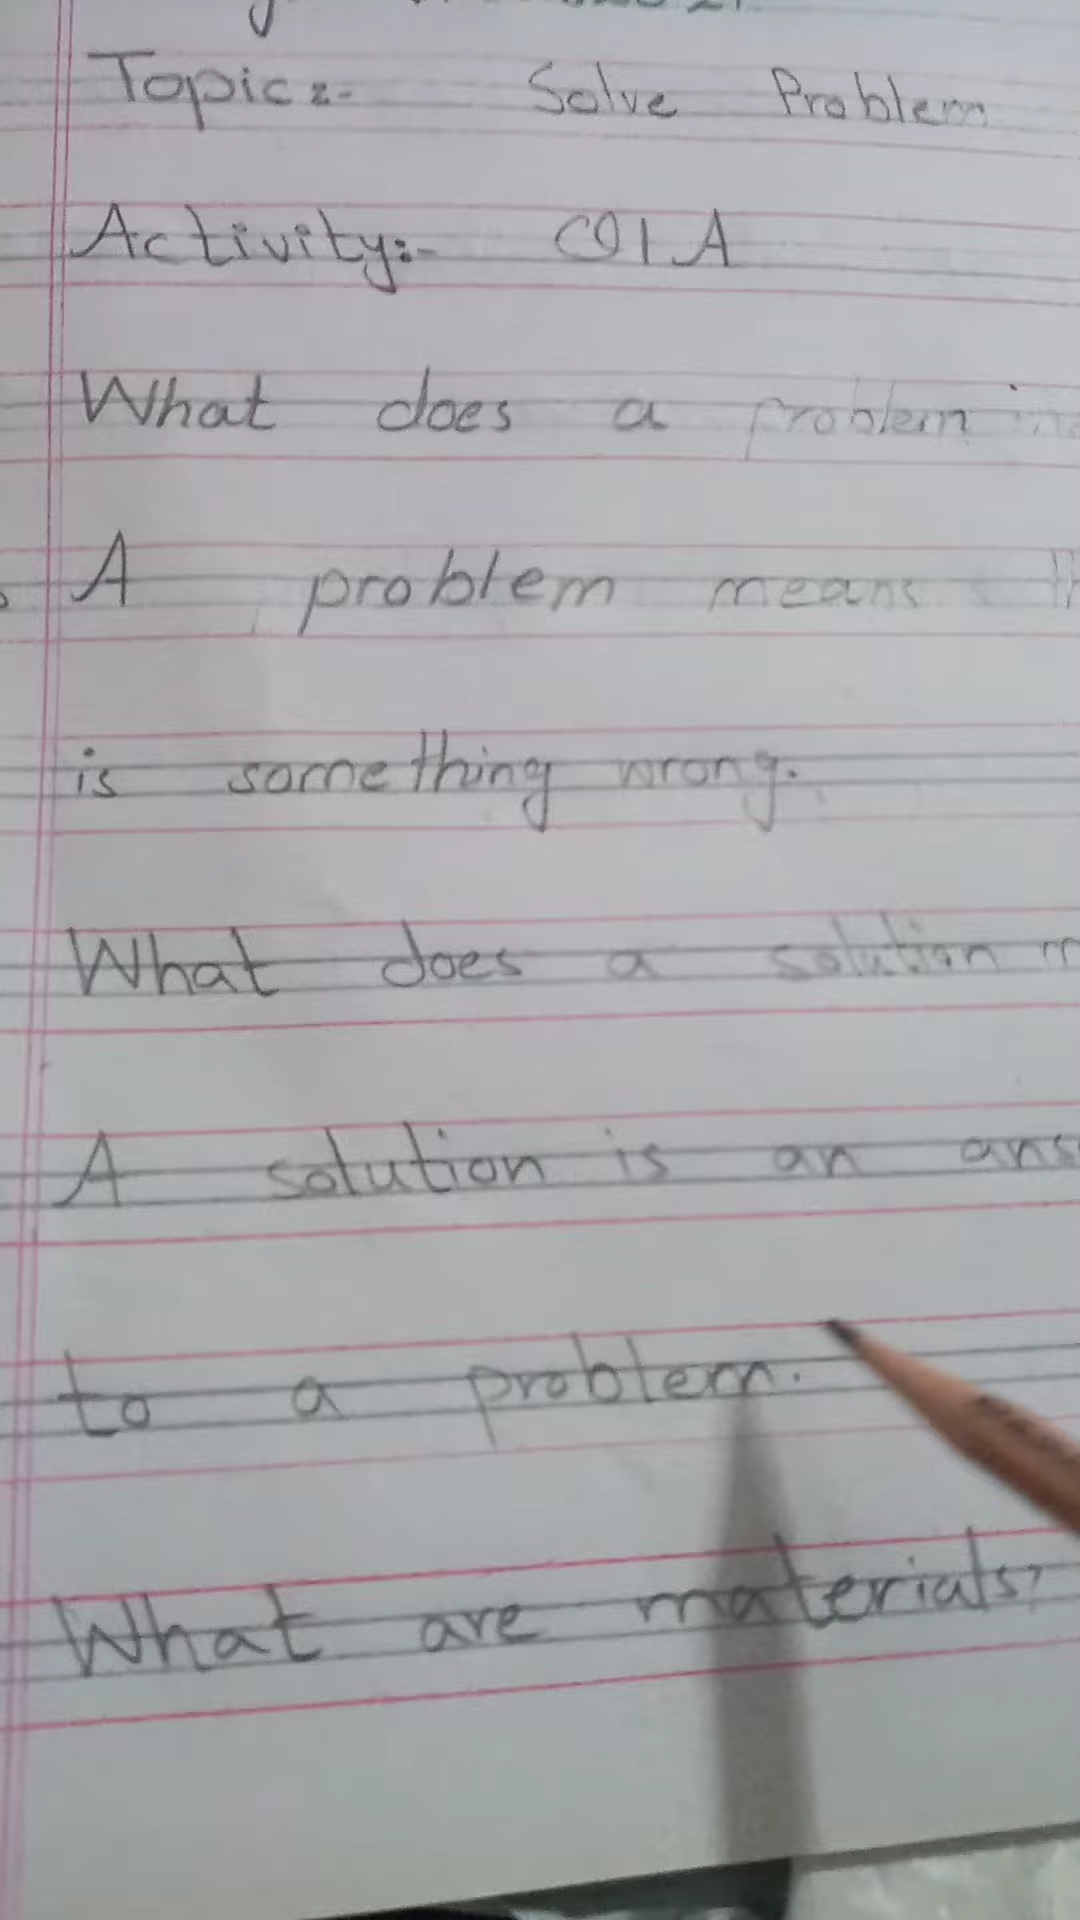 Topic:- Solve Problem
Activity:- C91A
What does a problem
A problem means
is something wrong.
What does a solution
A solution is an
to a problem.
What are materials?